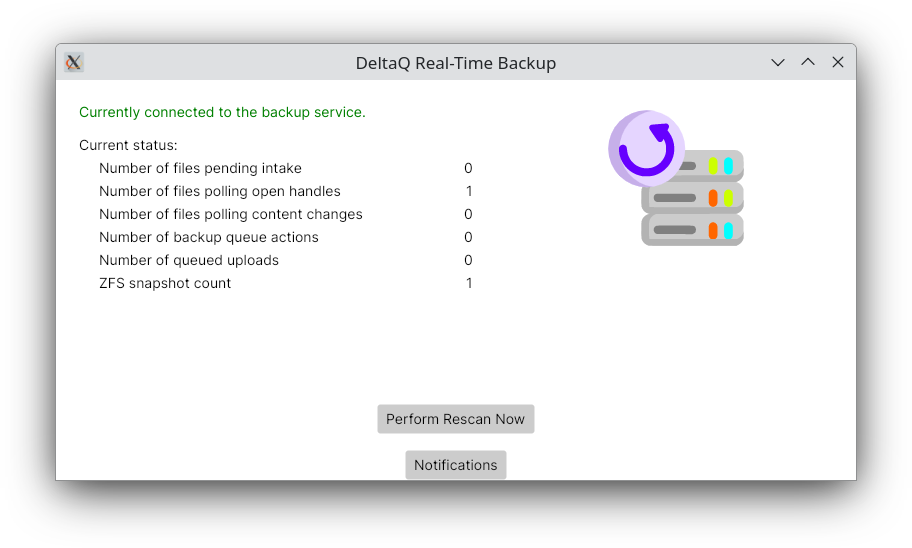 DeltaQ Real-Time Backup
Currently connected to the backup service.
Current status:
Number of files pending intake 0
Number of files polling open handles 1
Number of files polling content changes 0
Number of backup queue actions 0
Number of queued uploads 0
ZFS snapshot count 1
Perform Rescan Now
Notifications